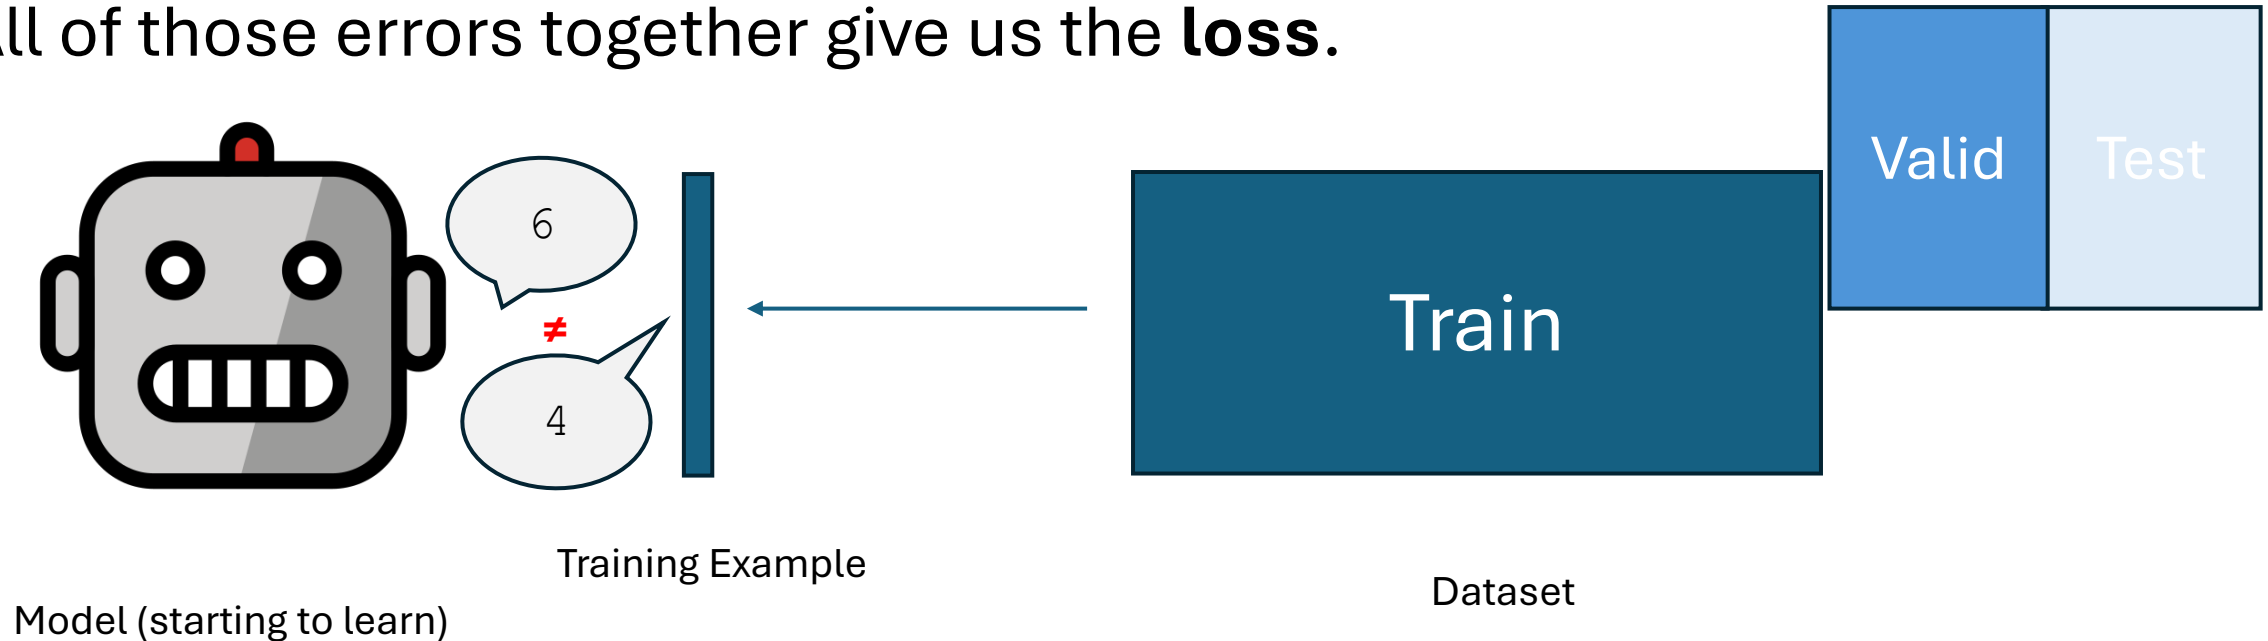 All of those errors together give us the loss.
Valid
Test
6
≠
4
Train
Training Example
Dataset
Model (starting to learn)